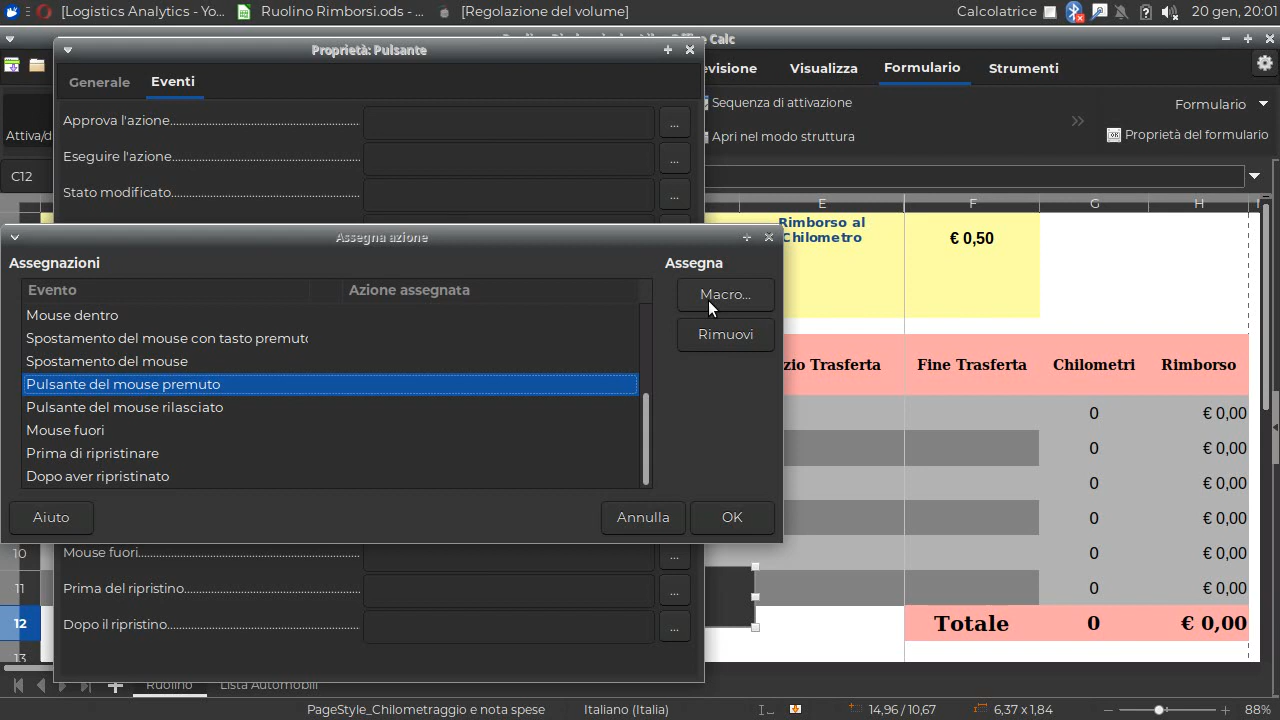 [Logistics Analytics - Yo... Ruolino Rimborsi.ods - ... [Regolazione del volume] Calcolatrice 20 gen, 20:01
Calc
Proprietà: Pulsante
Generale Eventi
evisione Visualizza Formulario Strumenti
Approva l'azione ...
Eseguire l'azione ...
Stato modificato ...
Attiva/d
Sequenza di attivazione
Apri nel modo struttura
Formulario
Proprietà del formulario
C12
E F G H
Assegna azione
Assegnazioni
Evento Azione assegnata
Mouse dentro
Spostamento del mouse con tasto premuto
Spostamento del mouse
Pulsante del mouse premuto
Pulsante del mouse rilasciato
Mouse fuori
Prima di ripristinare
Dopo aver ripristinato
Assegna
Macro...
Rimuovi
Aiuto Annulla OK
Rimborso al
Chilometro
€ 0,50
zio Trasferta Fine Trasferta Chilometri Rimborso
0 € 0,00
0 € 0,00
0 € 0,00
0 € 0,00
0 € 0,00
0 € 0,00
Totale 0 € 0,00
10
11
12
13
Mouse fuori ...
Prima del ripristino ...
Dopo il ripristino ...
Ruolino Lista Automobili
PageStyle_Chilometraggio e nota spese Italiano (Italia) 14,96 / 10,67 6,37 x 1,84 88%